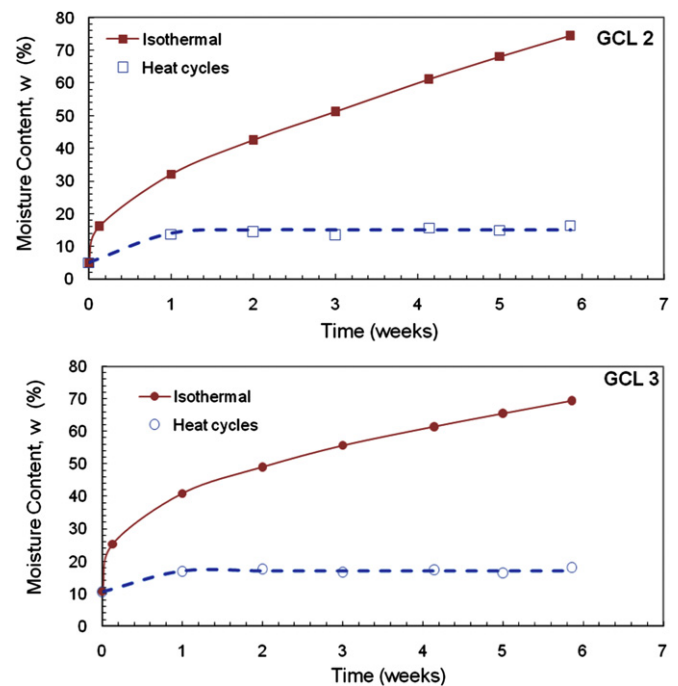 80
70
60
50
40
30
20
10
0
Moisture Content, w (%)
Isothermal
Heat cycles
GCL 2
0 1 2 3 4 5 6 7
Time (weeks)
80
70
60
50
40
30
20
10
0
Moisture Content, w (%)
Isothermal
Heat cycles
GCL 3
0 1 2 3 4 5 6 7
Time (weeks)